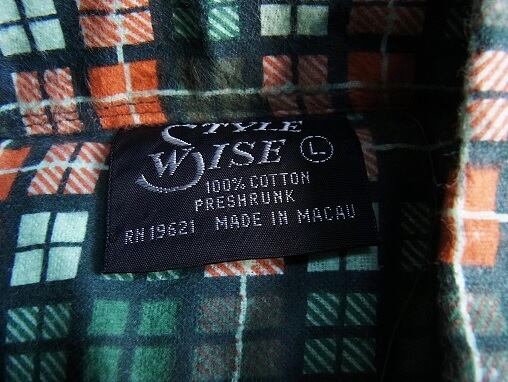 STYLE
WISE L
100% COTTON
PRESHRUNK
RN 19621 MADE IN MACAU